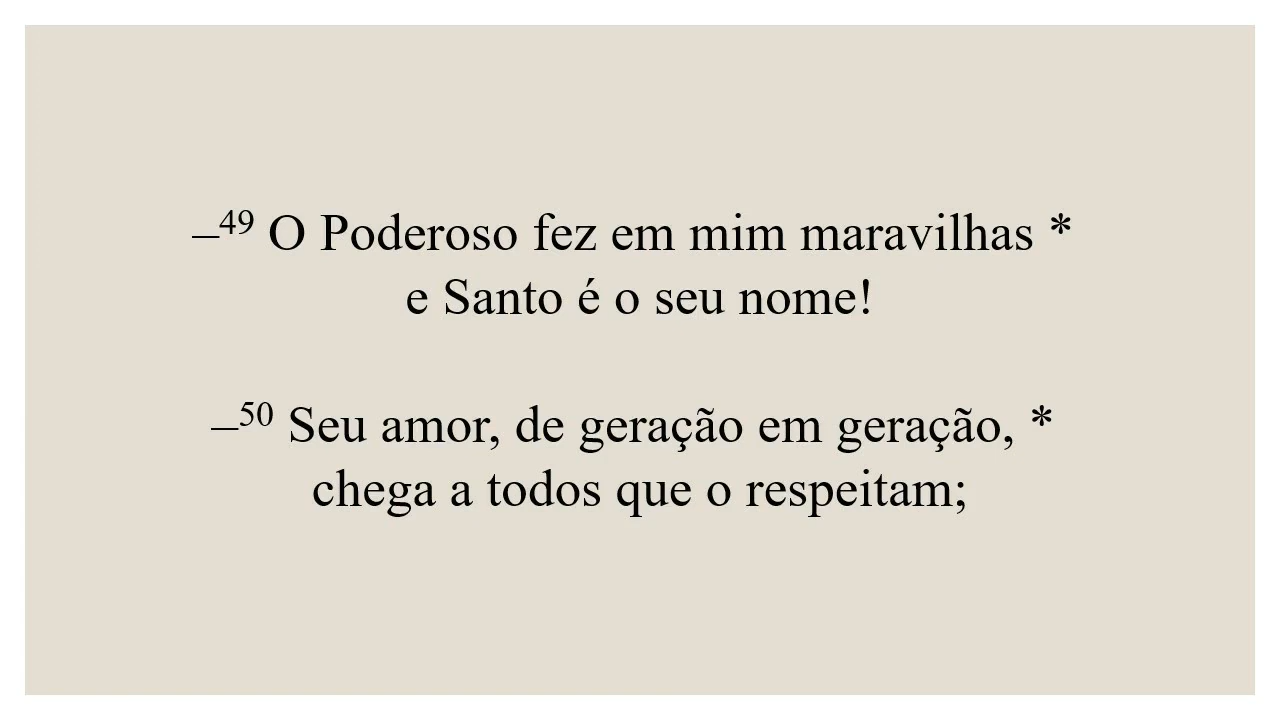 –⁴⁹ O Poderoso fez em mim maravilhas *
e Santo é o seu nome!
–⁵⁰ Seu amor, de geração em geração, *
chega a todos que o respeitam;